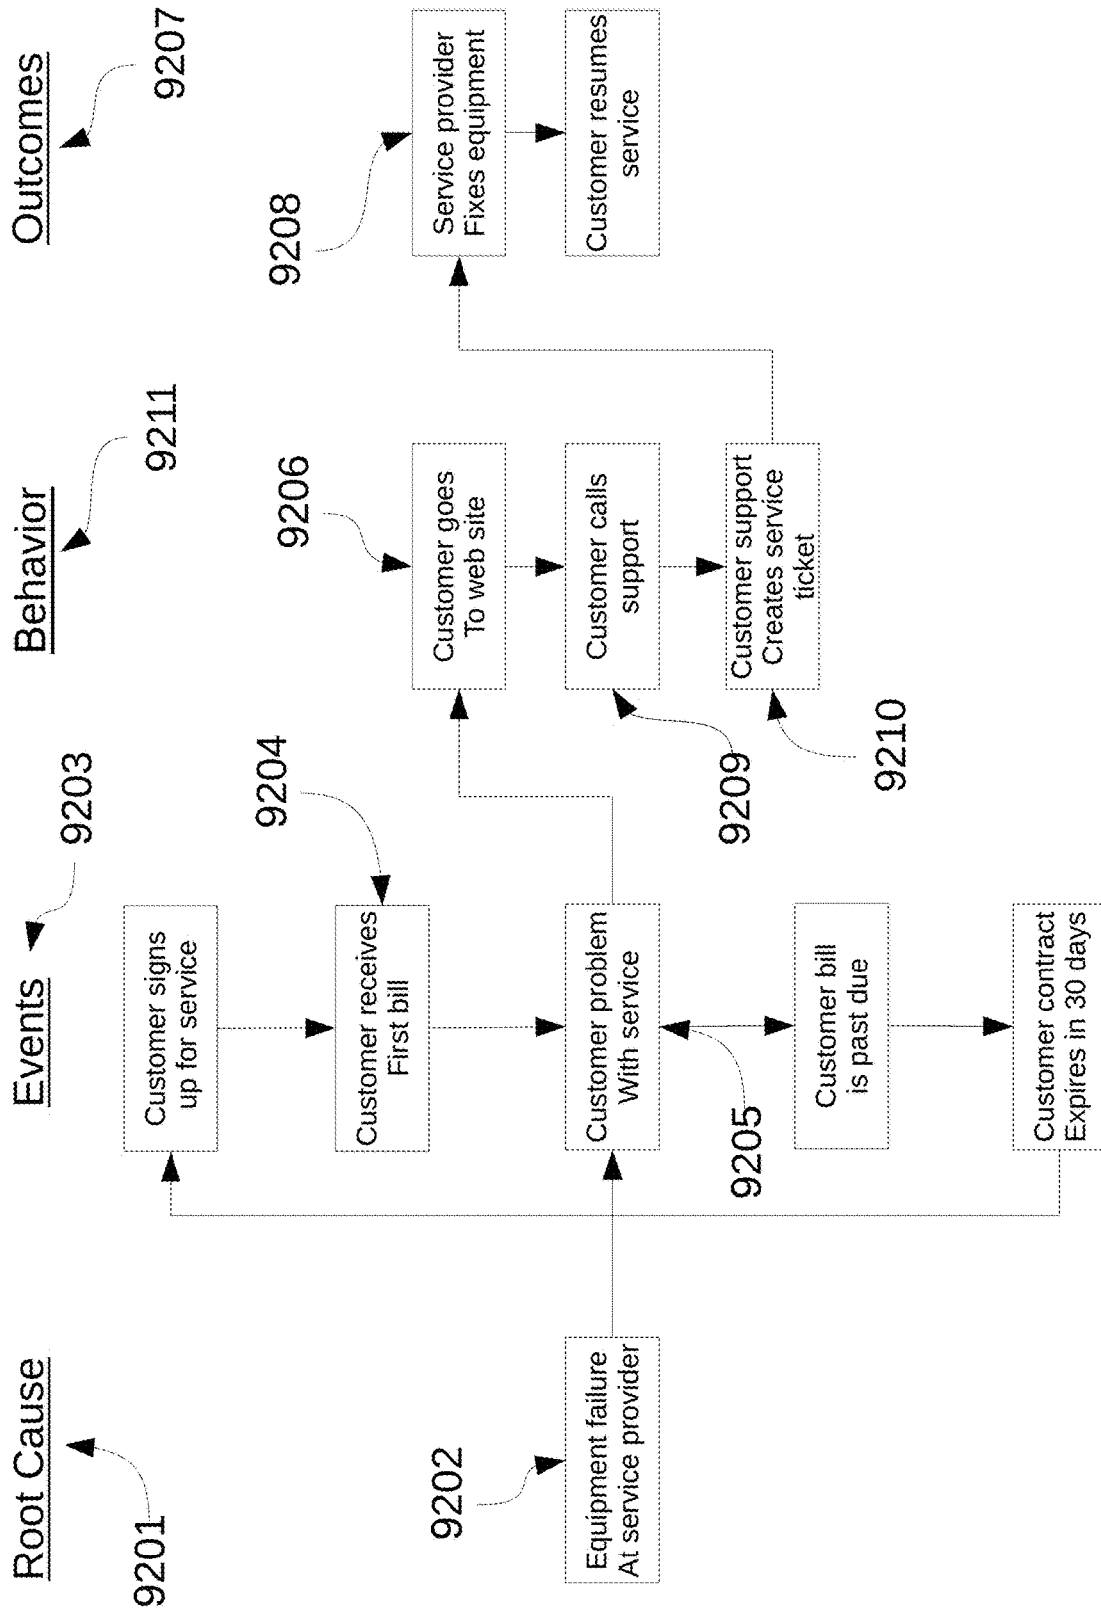 Root Cause
9201
Equipment failure
At service provider
9202
Events
9203
Customer signs
up for service
Customer receives
First bill
9204
Customer problem
With service
9205
Customer bill
is past due
Customer contract
Expires in 30 days
Behavior
9211
Customer goes
To web site
9206
Customer calls
support
9209
Customer support
Creates service
ticket
9210
Outcomes
9207
Service provider
Fixes equipment
9208
Customer resumes
service